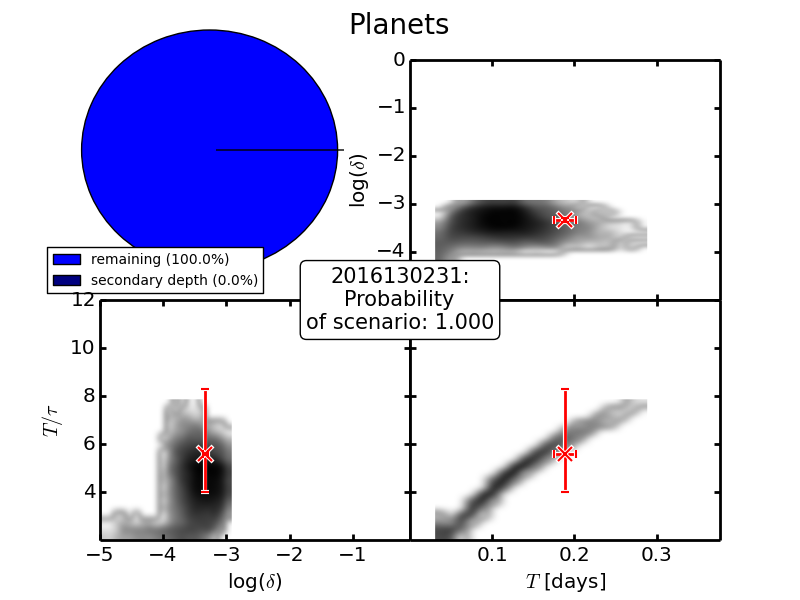 Planets
remaining (100.0%)
secondary depth (0.0%)
0
−1
−2
−3
−4
log(δ)
2016130231:
Probability
of scenario: 1.000
12
10
8
6
4
T/τ
−5
−4
−3
−2
−1
log(δ)
0.1
0.2
0.3
T [days]